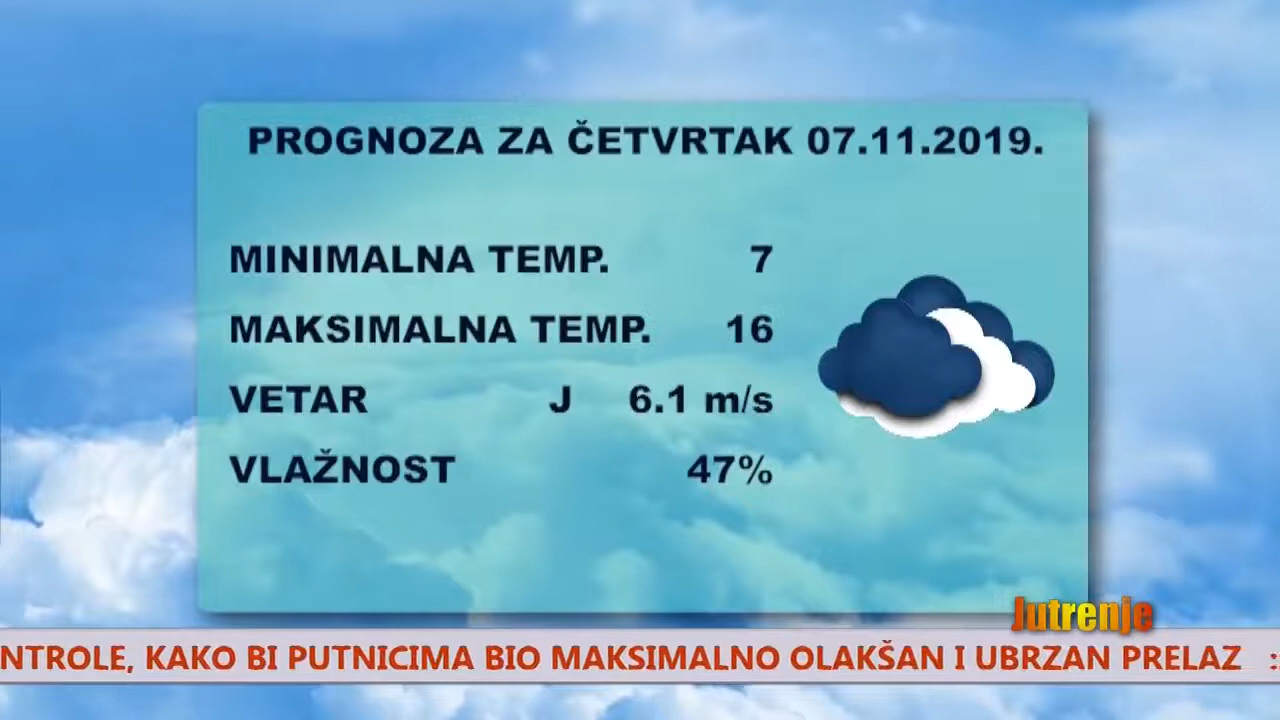 PROGNOZA ZA ČETVRTAK 07.11.2019.
MINIMALNA TEMP. 7
MAKSIMALNA TEMP. 16
VETAR J 6.1 m/s
VLAŽNOST 47%
Jutrenje
NTROLE, KAKO BI PUTNICIMA BIO MAKSIMALNO OLAKŠAN I UBRZAN PRELAZ :